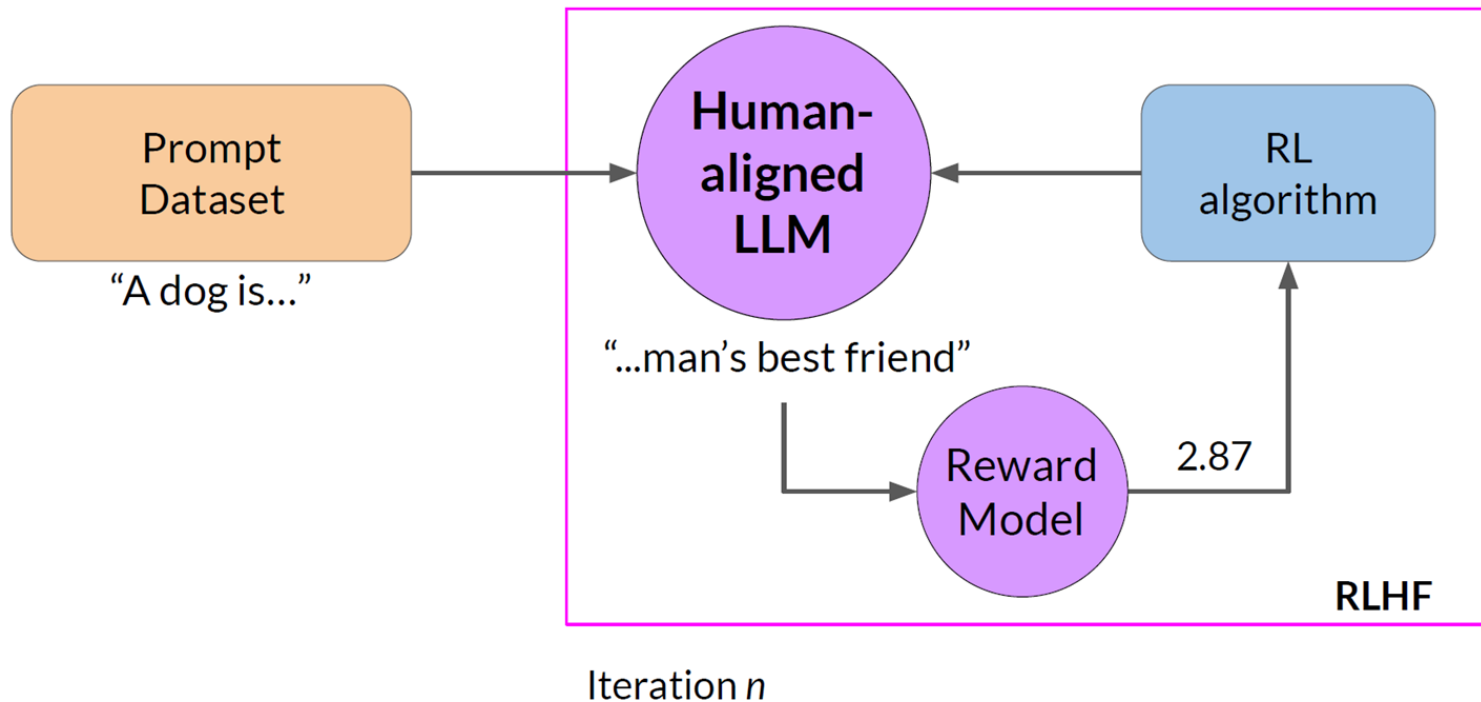 Prompt
Dataset
“A dog is...”
Human-
aligned
LLM
“...man’s best friend”
RL
algorithm
Reward
Model
2.87
RLHF
Iteration n